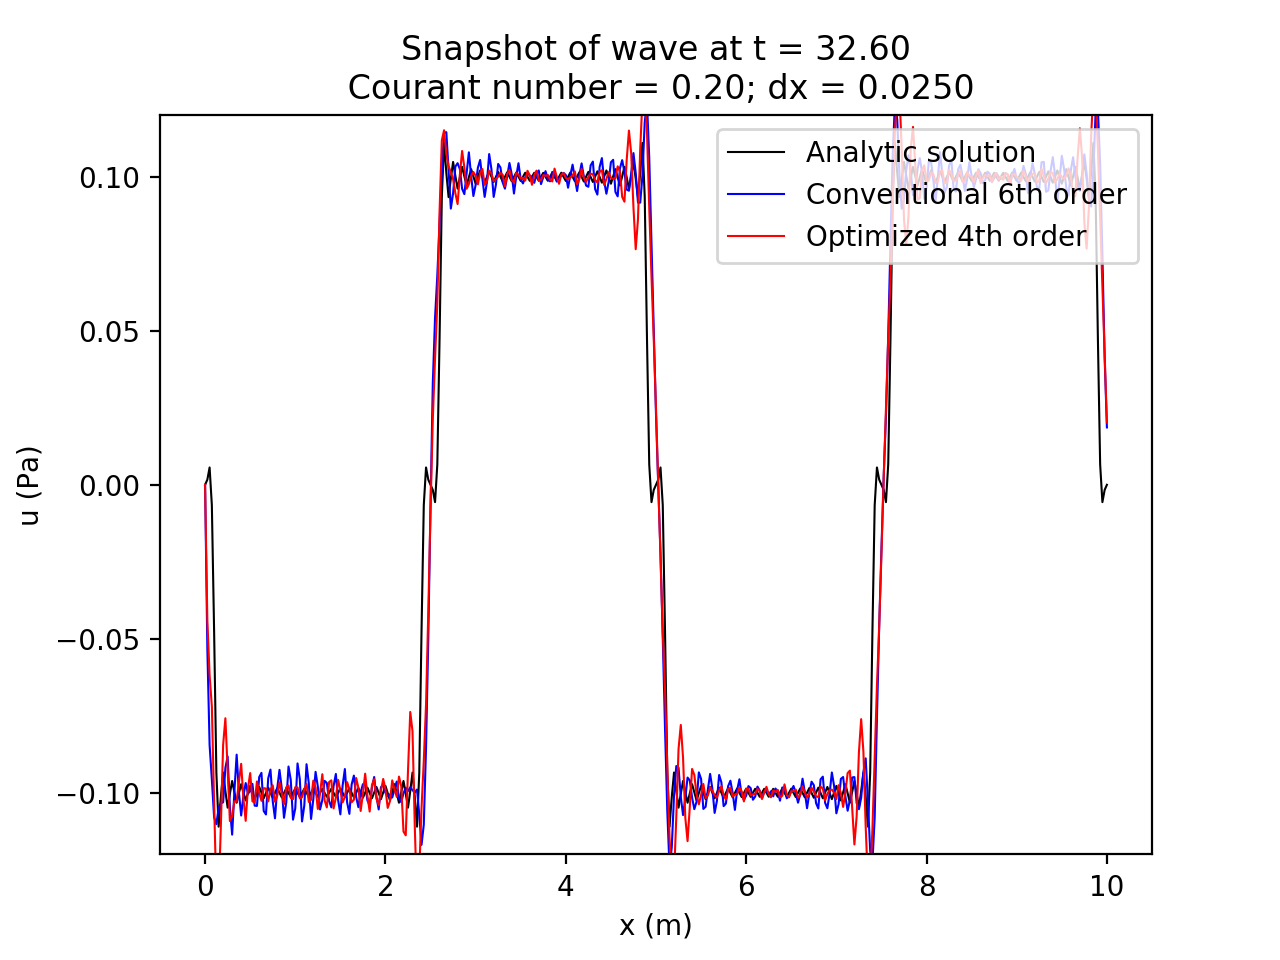 Snapshot of wave at t = 32.60
Courant number = 0.20; dx = 0.0250
Analytic solution
Conventional 6th order
Optimized 4th order
0.10
0.05
0.00
−0.05
−0.10
u (Pa)
0 2 4 6 8 10
x (m)